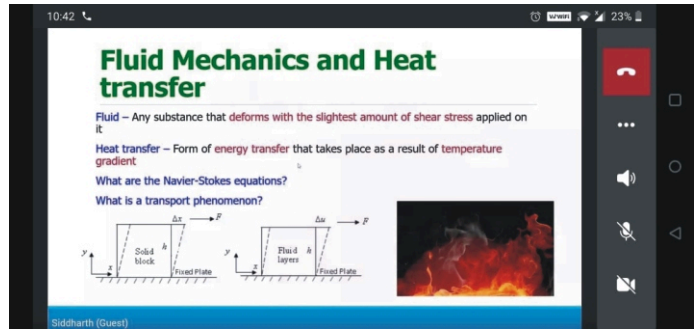 10:42
VoWIFI 23%
Fluid Mechanics and Heat
transfer
Fluid – Any substance that deforms with the slightest amount of shear stress applied on
it
Heat transfer – Form of energy transfer that takes place as a result of temperature
gradient
What are the Navier-Stokes equations?
What is a transport phenomenon?
Δx F
y
Solid h
block
x
Fixed Plate
Δu F
y
Fluid h
layers
x
Fixed Plate
Siddharth (Guest)